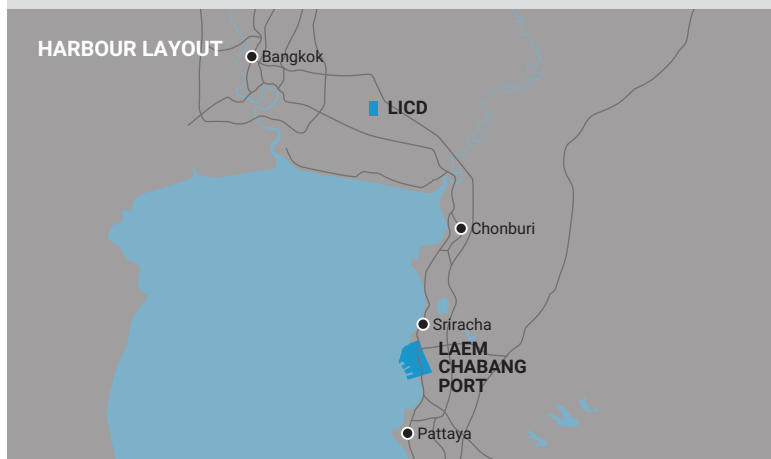 HARBOUR LAYOUT
Bangkok
LICD
Chonburi
Sriracha
LAEM
CHABANG
PORT
Pattaya